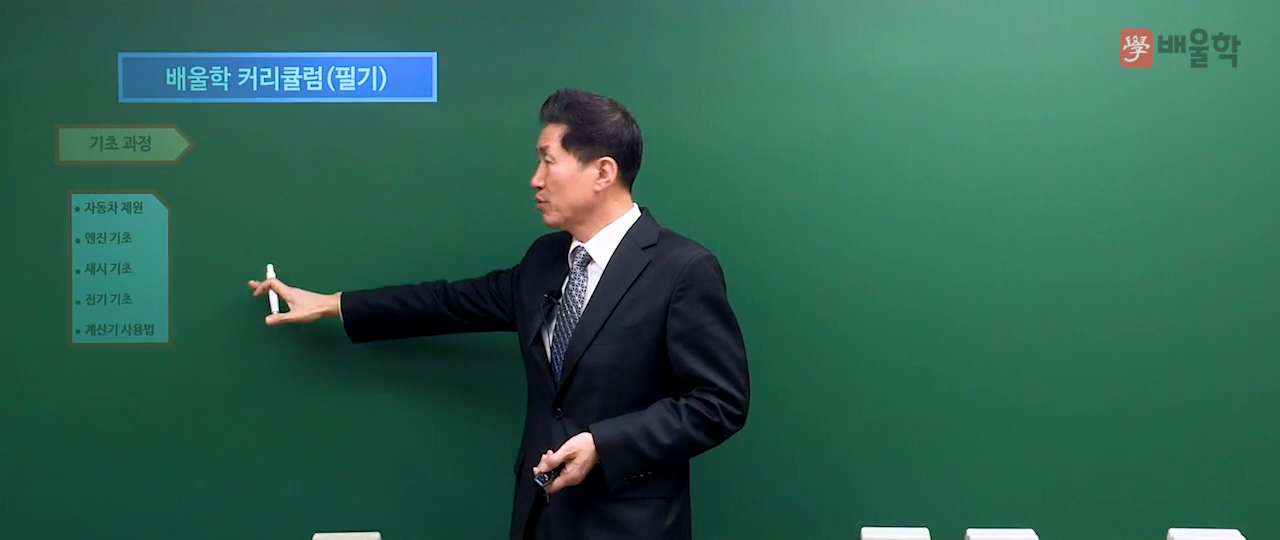 學 배울학
배울학 커리큘럼(필기)
기초 과정
• 자동차 제원
• 엔진 기초
• 섀시 기초
• 전기 기초
• 계산기 사용법